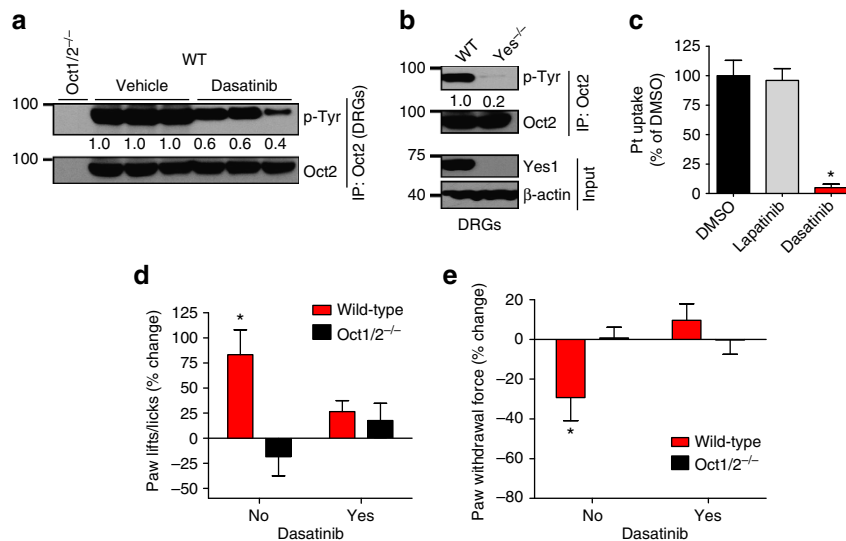 a
Oct1/2–/–
WT
Vehicle
Dasatinib
100
p-Tyr
1.0 1.0 1.0 0.6 0.6 0.4
100
Oct2
IP: Oct2 (DRGs)
b
WT
Yes–/–
100
p-Tyr
1.0 0.2
100
Oct2
IP: Oct2
75
Yes1
40
β-actin
Input
DRGs
c
Pt uptake
(% of DMSO)
125
100
75
50
25
0
*
DMSO
Lapatinib
Dasatinib
d
Paw lifts/licks (% change)
125
100
75
50
25
0
–25
–50
*
Wild-type
Oct1/2–/–
No
Yes
Dasatinib
e
Paw withdrawal force (% change)
20
0
–20
–40
–60
–80
*
Wild-type
Oct1/2–/–
No
Yes
Dasatinib